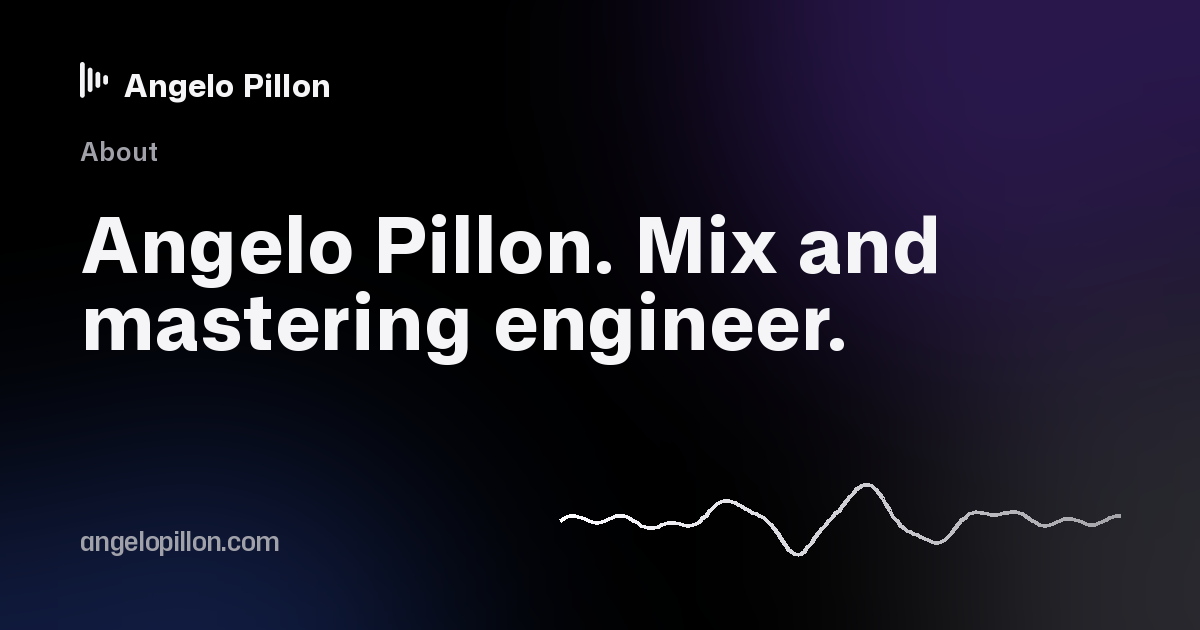 Angelo Pillon
About
Angelo Pillon. Mix and
mastering engineer.
angelopillon.com